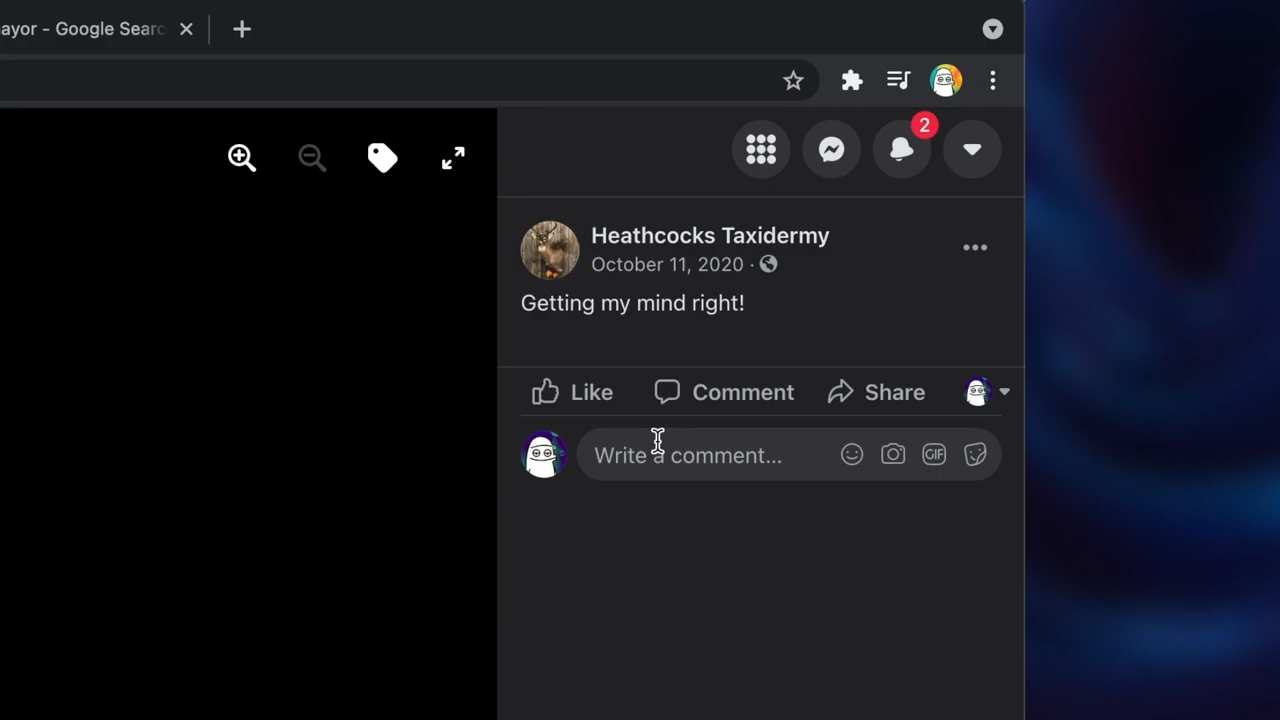 ayor - Google Searc
2
Heathcocks Taxidermy
October 11, 2020 ·
Getting my mind right!
Like Comment Share
Write a comment... GIF